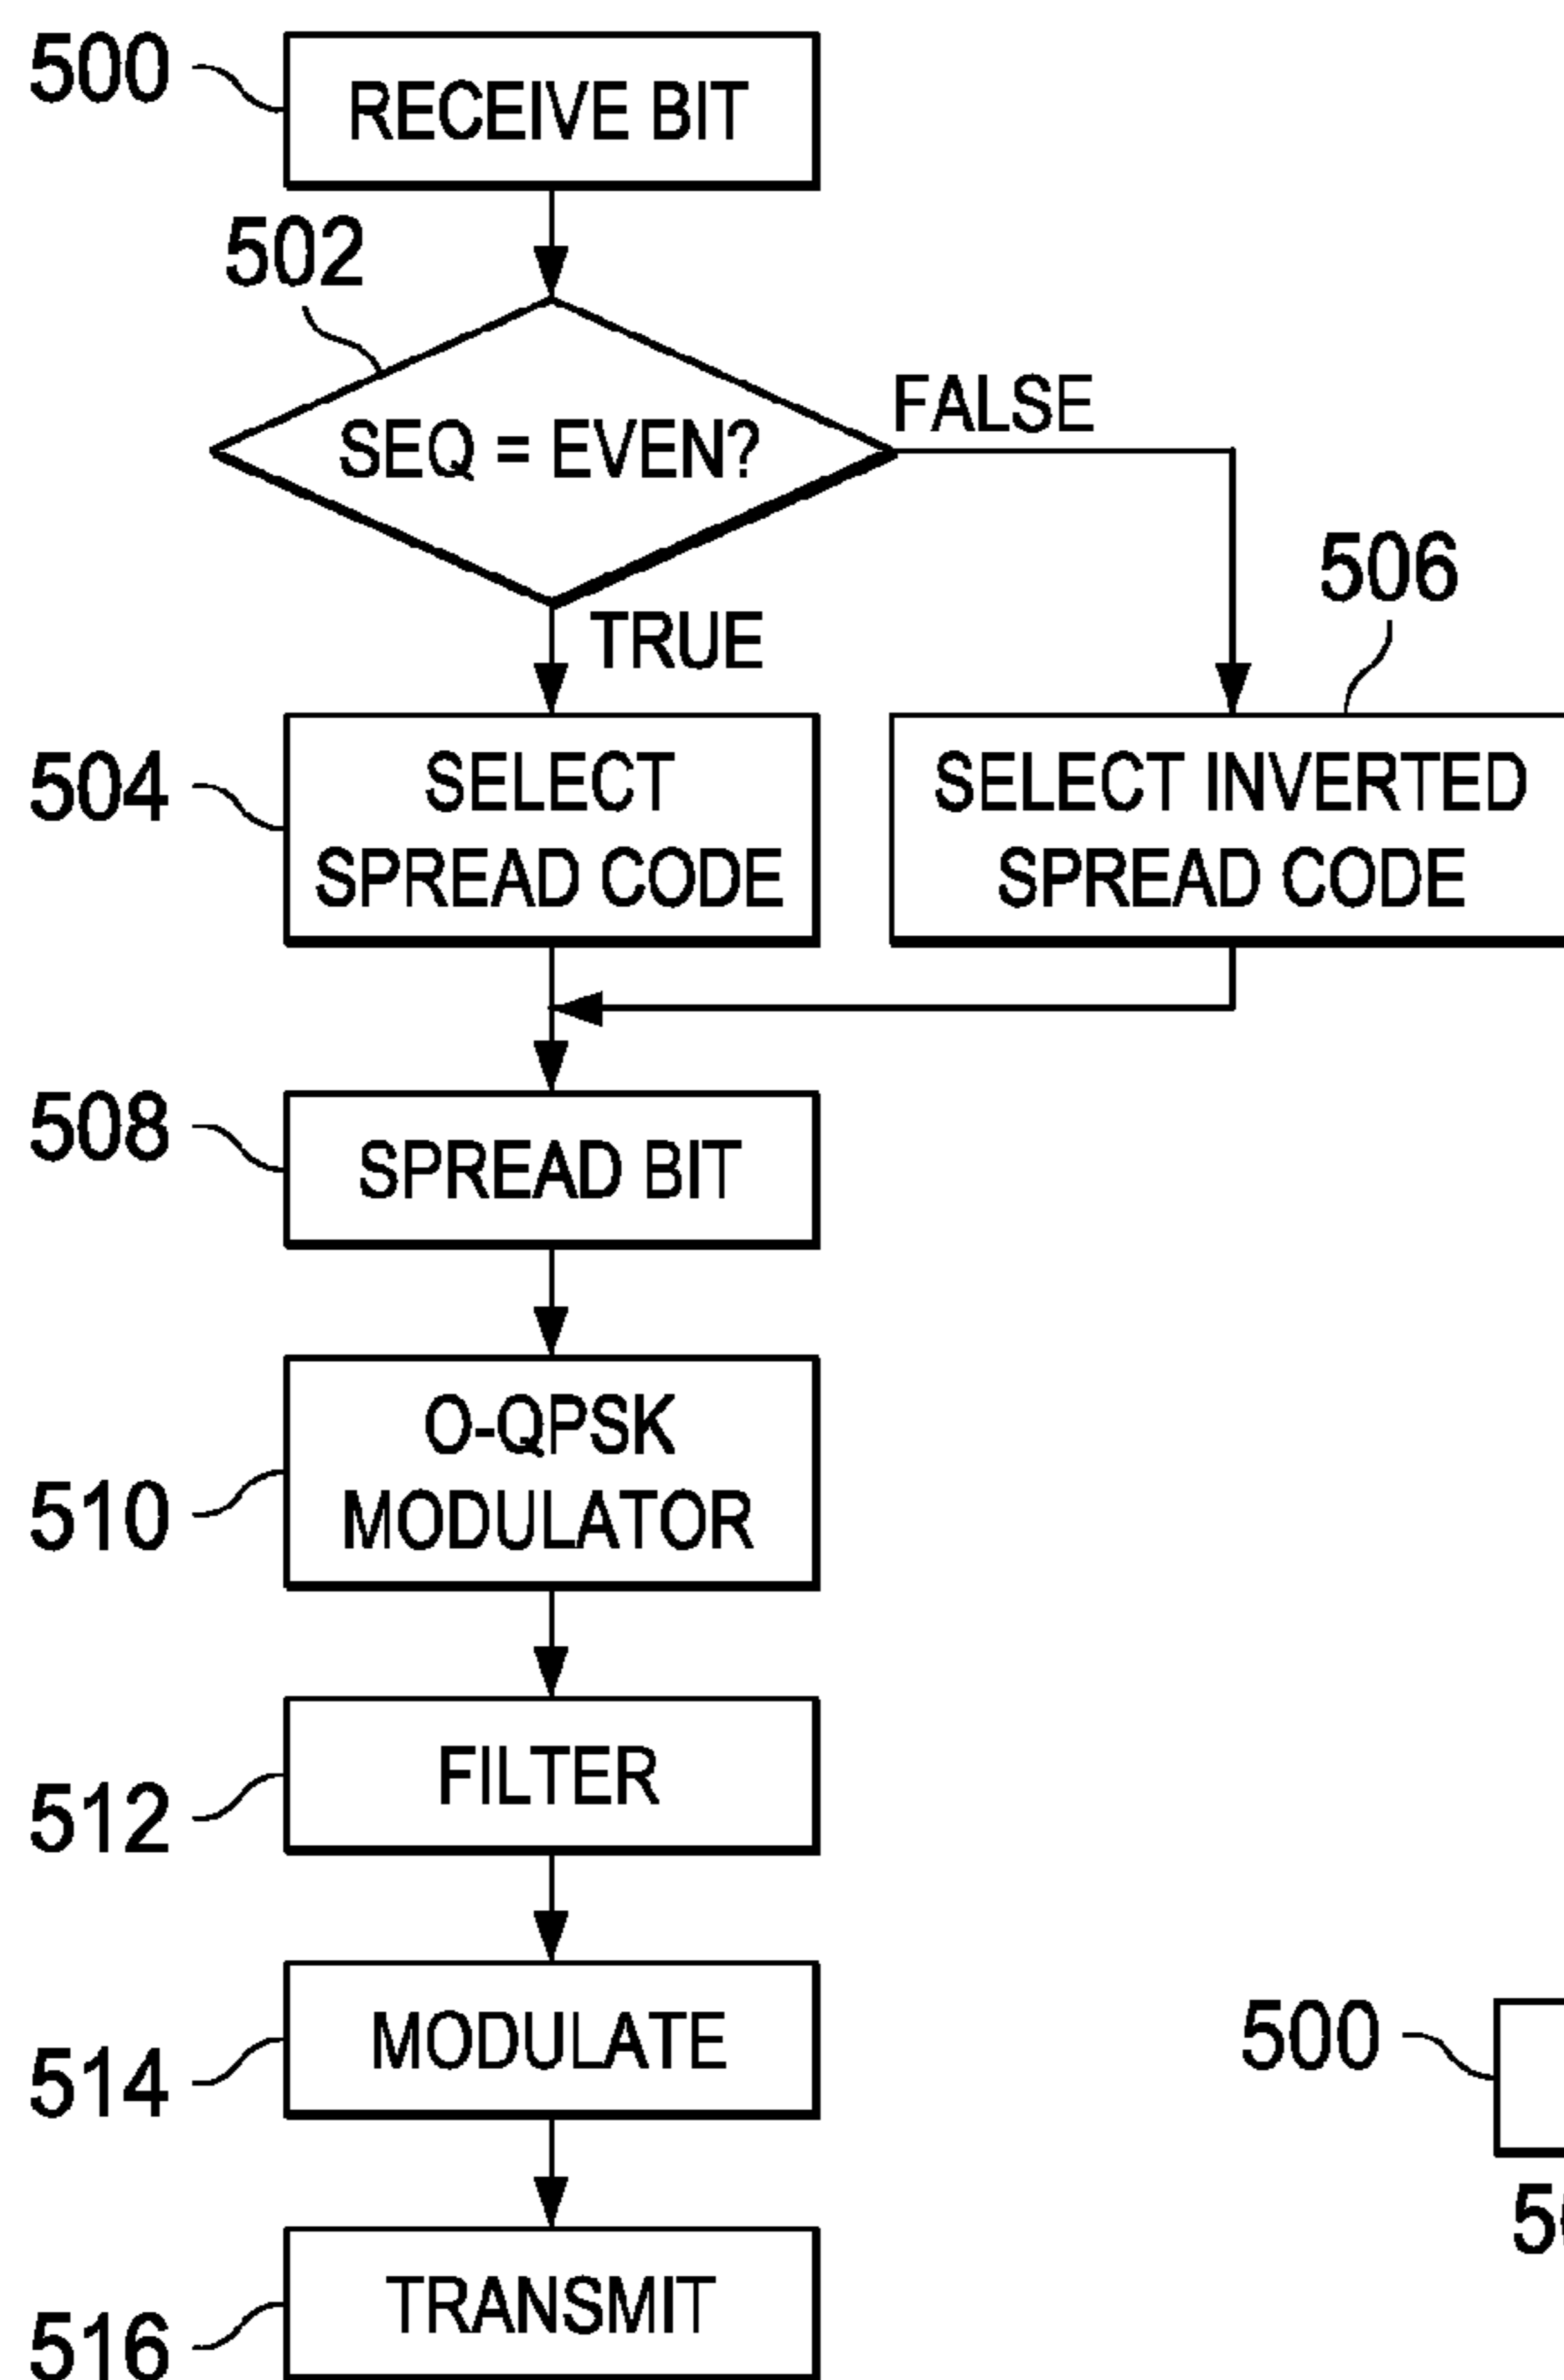 500
RECEIVE BIT
502
SEQ = EVEN?
FALSE
TRUE
506
504
SELECT
SPREAD CODE
SELECT INVERTED
SPREAD CODE
508
SPREAD BIT
O-QPSK
510
MODULATOR
FILTER
512
MODULATE
500
514
TRANSMIT
516